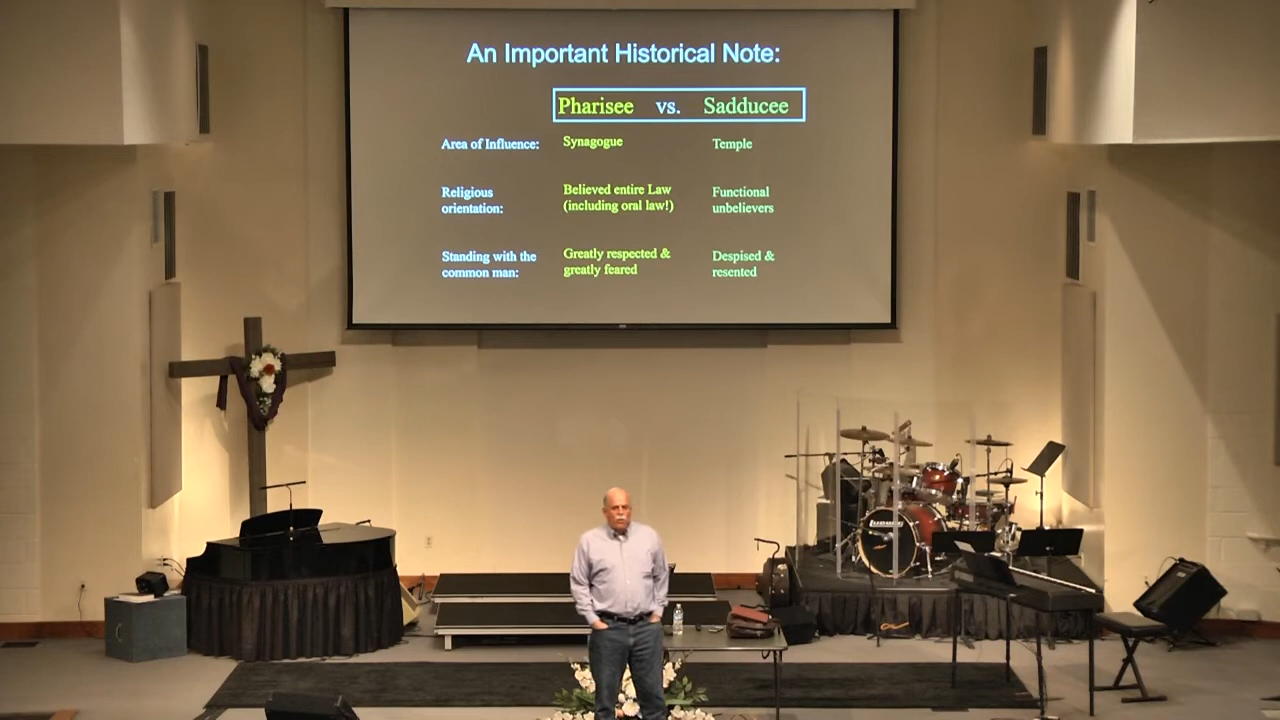 An Important Historical Note:
Pharisee vs. Sadducee
Area of Influence: Synagogue Temple
Religious orientation: Believed entire Law (including oral law!) Functional unbelievers
Standing with the common man: Greatly respected & greatly feared Despised & resented
LUDWIG